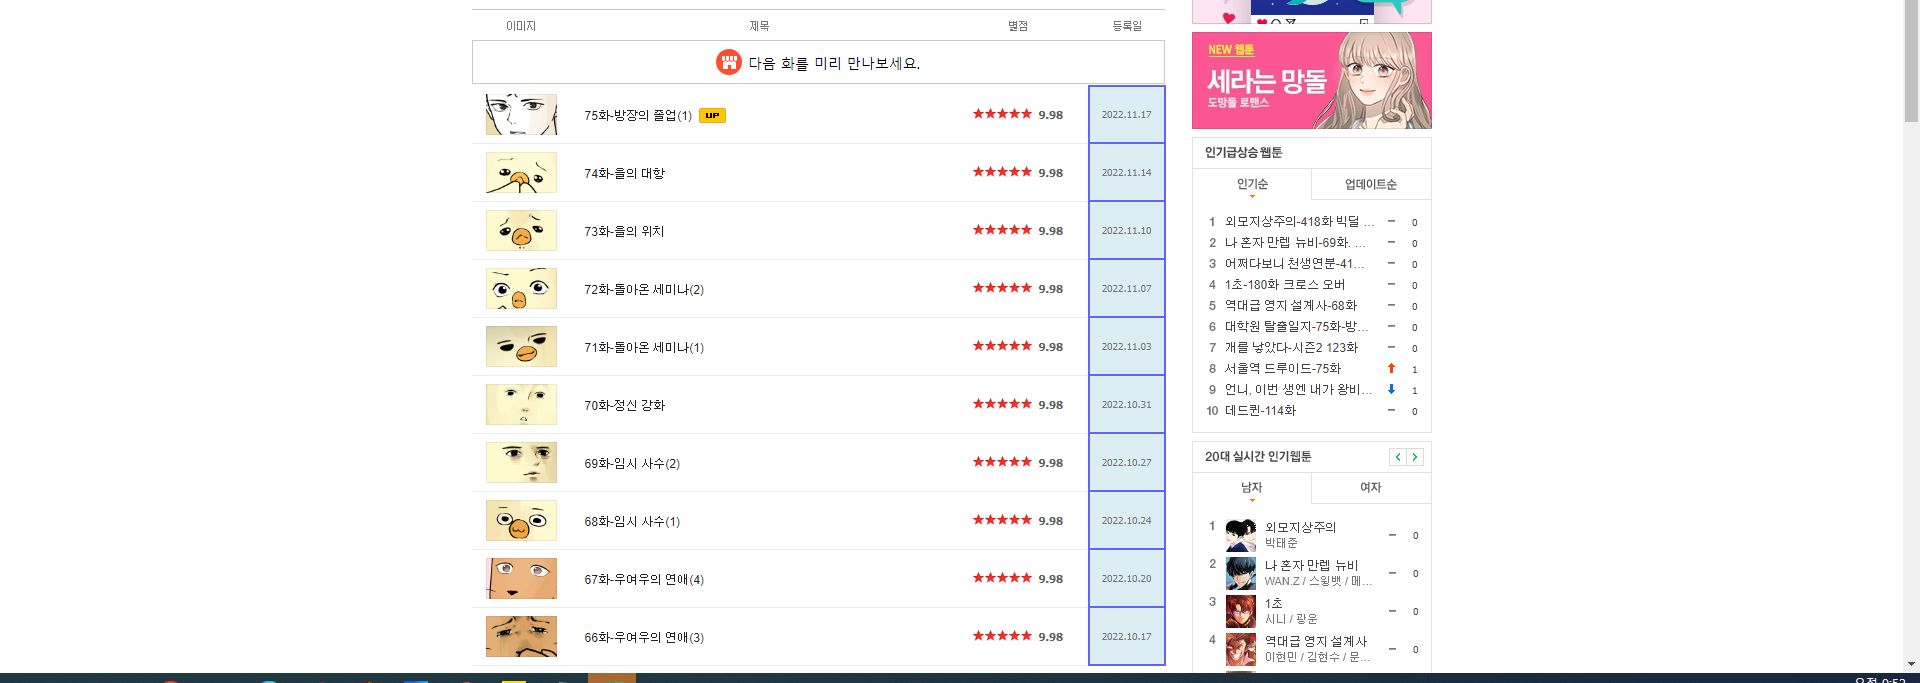 이미지 제목 별점 등록일
다음 화를 미리 만나보세요.
75화-방장의 졸업(1) UP ★★★★★ 9.98 2022.11.17
74화-을의 대항 ★★★★★ 9.98 2022.11.14
73화-을의 위치 ★★★★★ 9.98 2022.11.10
72화-돌아온 세미나(2) ★★★★★ 9.98 2022.11.07
71화-돌아온 세미나(1) ★★★★★ 9.98 2022.11.03
70화-정신 강화 ★★★★★ 9.98 2022.10.31
69화-임시 사수(2) ★★★★★ 9.98 2022.10.27
68화-임시 사수(1) ★★★★★ 9.98 2022.10.24
67화-우여우의 연애(4) ★★★★★ 9.98 2022.10.20
66화-우여우의 연애(3) ★★★★★ 9.98 2022.10.17
NEW 웹툰
세라는 망돌
도망돌 로맨스
인기급상승 웹툰
인기순 업데이트순
1 외모지상주의-418화 빅딜 ... 0
2 나 혼자 만렙 뉴비-69화. ... 0
3 어쩌다보니 천생연분-41... 0
4 1초-180화 크로스 오버 0
5 역대급 영지 설계사-68화 0
6 대학원 탈출일지-75화-방... 0
7 개를 낳았다-시즌2 123화 0
8 서울역 드루이드-75화 1
9 언니, 이번 생엔 내가 왕비... 1
10 데드퀸-114화 0
20대 실시간 인기웹툰
남자 여자
1 외모지상주의 0
박태준
2 나 혼자 만렙 뉴비 0
WAN.Z / 스윙뱃 / 메...
3 1초 0
시니 / 광운
4 역대급 영지 설계사 0
이현민 / 김현수 / 문...